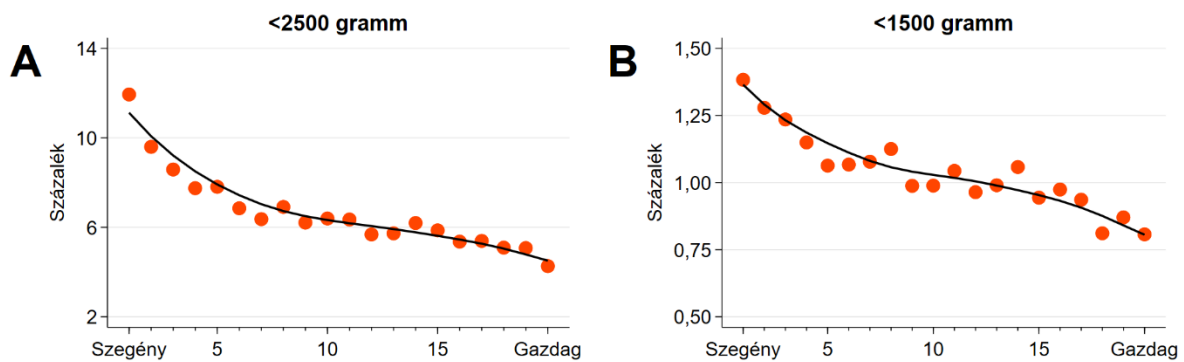 A
<2500 gramm
Százalék
14
10
6
2
Szegény 5 10 15 Gazdag
B
<1500 gramm
Százalék
1,50
1,25
1,00
0,75
0,50
Szegény 5 10 15 Gazdag